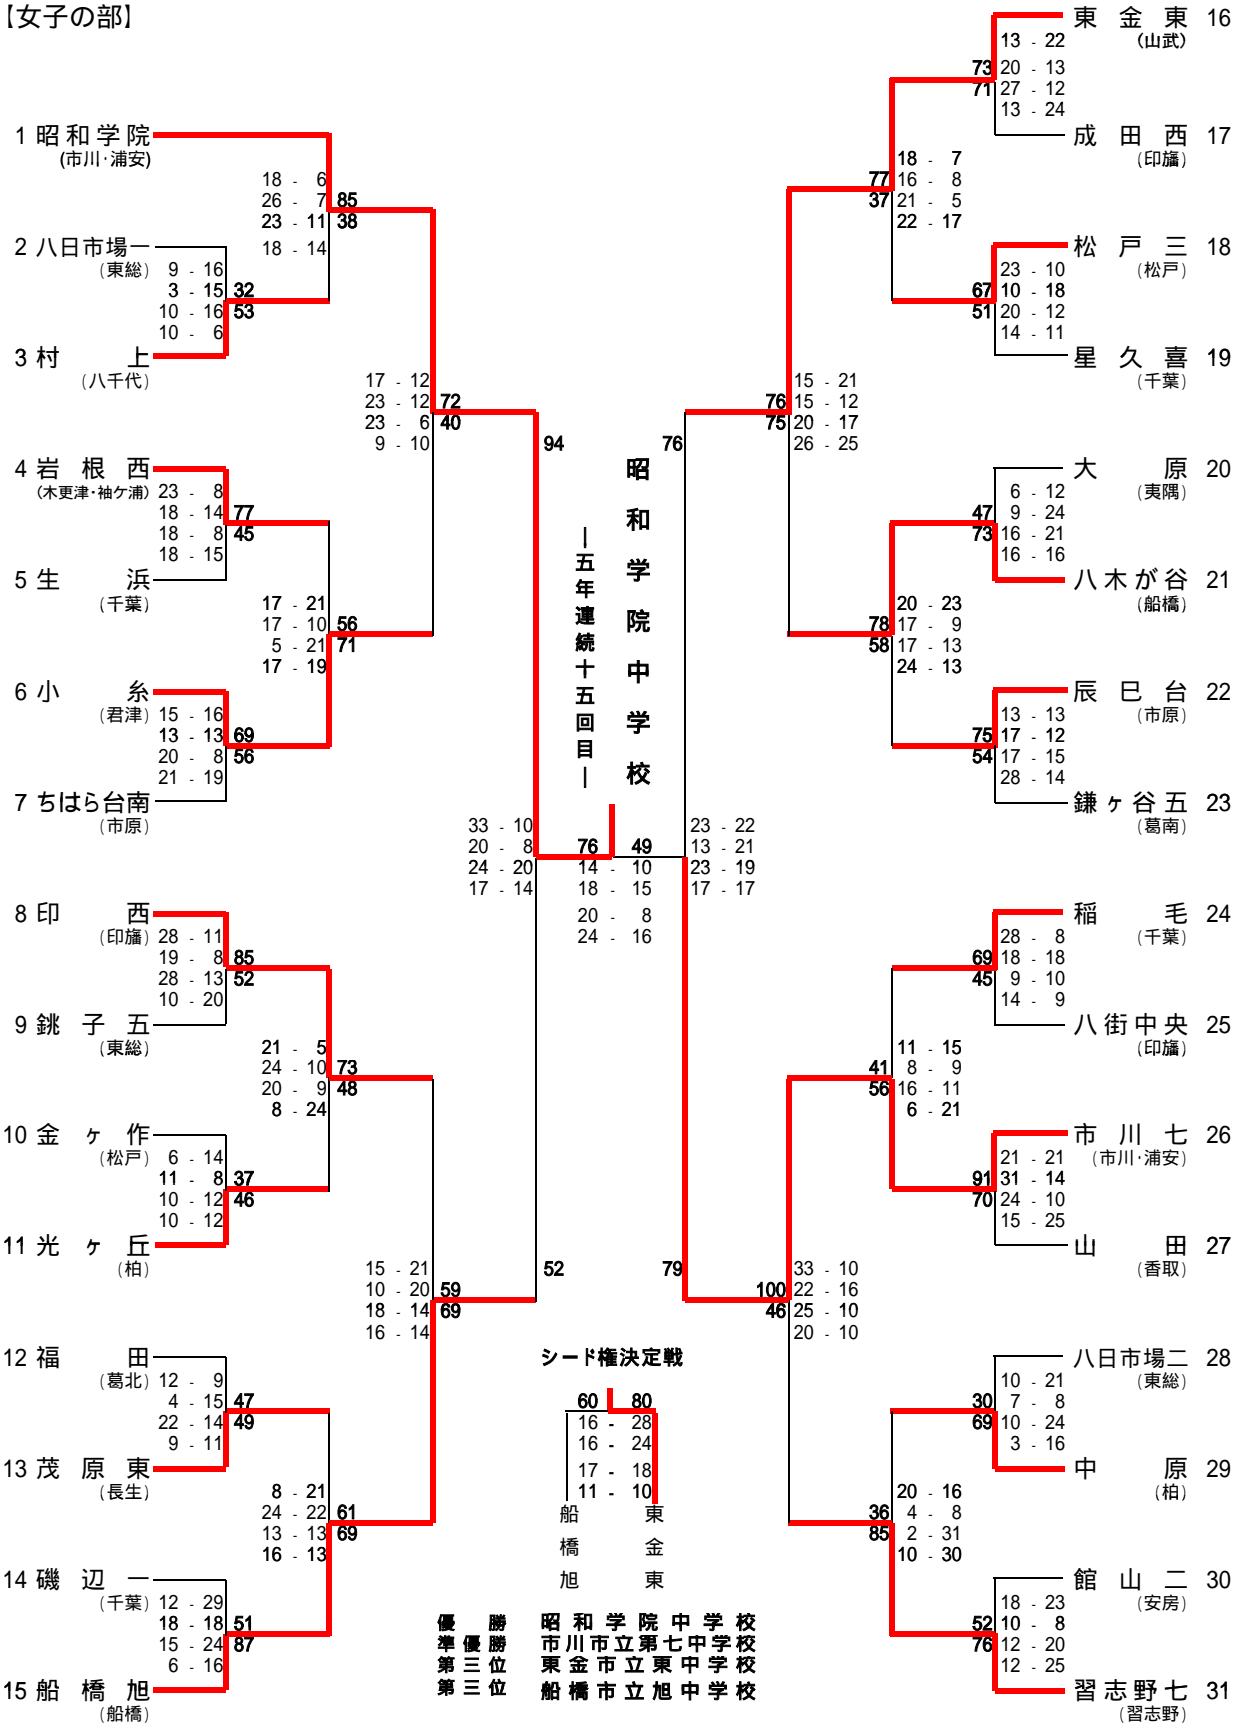 【女子の部】
1 昭和学院
(市川·浦安)
18 - 6
26 - 7
23 - 11
18 - 14
85
38
2 八日市場一
(東総)
9 - 16
3 - 15
10 - 16
10 - 6
32
53
3 村上
(八千代)
17 - 12
23 - 12
23 - 6
9 - 10
72
40
4 岩根西
(木更津·袖ケ浦)
23 - 8
18 - 14
18 - 8
18 - 15
77
45
5 生浜
(千葉)
17 - 21
17 - 10
5 - 21
17 - 19
56
71
6 小糸
(君津)
15 - 16
13 - 13
20 - 8
21 - 19
69
56
7 ちはら台南
(市原)
33 - 10
20 - 8
24 - 20
17 - 14
94
52
8 印西
(印旛)
28 - 11
19 - 8
28 - 13
10 - 20
85
52
9 銚子五
(東総)
21 - 5
24 - 10
20 - 9
8 - 24
73
48
10 金ヶ作
(松戸)
6 - 14
11 - 8
10 - 12
10 - 12
37
46
11 光ヶ丘
(柏)
15 - 21
10 - 20
18 - 14
16 - 14
59
69
12 福田
(葛北)
12 - 9
4 - 15
22 - 14
9 - 11
47
49
13 茂原東
(長生)
8 - 21
24 - 22
13 - 13
16 - 13
61
69
14 磯辺一
(千葉)
12 - 29
18 - 18
15 - 24
6 - 16
51
87
15 船橋旭
(船橋)
昭和学院中学校
―五年連続十五回目―
76 49
14 - 10
18 - 15
20 - 8
24 - 16
シード権決定戦
60 80
16 - 28
16 - 24
17 - 18
11 - 10
船橋旭
東金東
優勝 昭和学院中学校
準優勝 市川市立第七中学校
第三位 東金市立東中学校
第三位 船橋市立旭中学校
東金東 16
(山武)
13 - 22
20 - 13
27 - 12
13 - 24
73
71
成田西 17
(印旛)
18 - 7
16 - 8
21 - 5
22 - 17
77
37
松戸三 18
(松戸)
23 - 10
10 - 18
20 - 12
14 - 11
67
51
星久喜 19
(千葉)
15 - 21
15 - 12
20 - 17
26 - 25
76
75
大原 20
(夷隅)
6 - 12
9 - 24
16 - 21
16 - 16
47
73
八木が谷 21
(船橋)
20 - 23
17 - 9
17 - 13
24 - 13
78
58
辰巳台 22
(市原)
13 - 13
17 - 12
17 - 15
28 - 14
75
54
鎌ヶ谷五 23
(葛南)
23 - 22
13 - 21
23 - 19
17 - 17
76
79
稲毛 24
(千葉)
28 - 8
18 - 18
9 - 10
14 - 9
69
45
八街中央 25
(印旛)
11 - 15
8 - 9
16 - 11
6 - 21
41
56
市川七 26
(市川·浦安)
21 - 21
31 - 14
24 - 10
15 - 25
91
70
山田 27
(香取)
33 - 10
22 - 16
25 - 10
20 - 10
100
46
八日市場二 28
(東総)
10 - 21
7 - 8
10 - 24
3 - 16
30
69
中原 29
(柏)
20 - 16
4 - 8
2 - 31
10 - 30
36
85
館山二 30
(安房)
18 - 23
10 - 8
12 - 20
12 - 25
52
76
習志野七 31
(習志野)